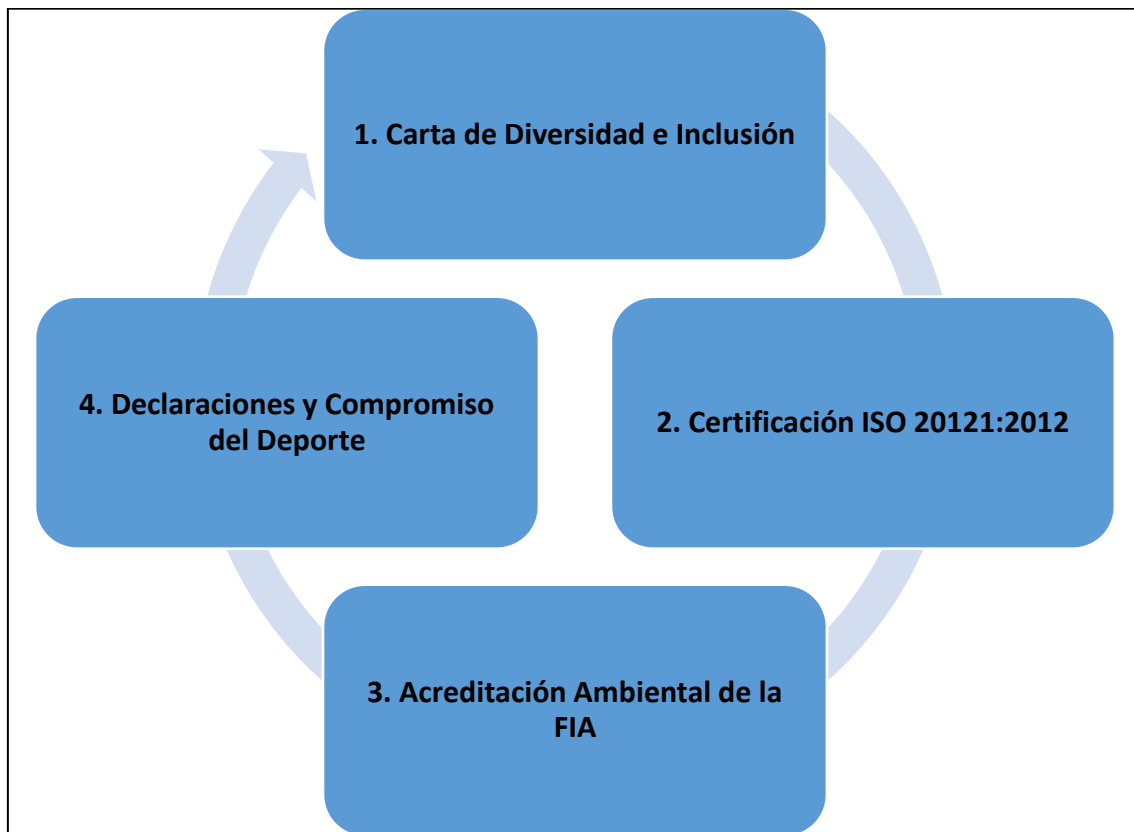 1. Carta de Diversidad e Inclusión
2. Certificación ISO 20121:2012
3. Acreditación Ambiental de la
FIA
4. Declaraciones y Compromiso
del Deporte